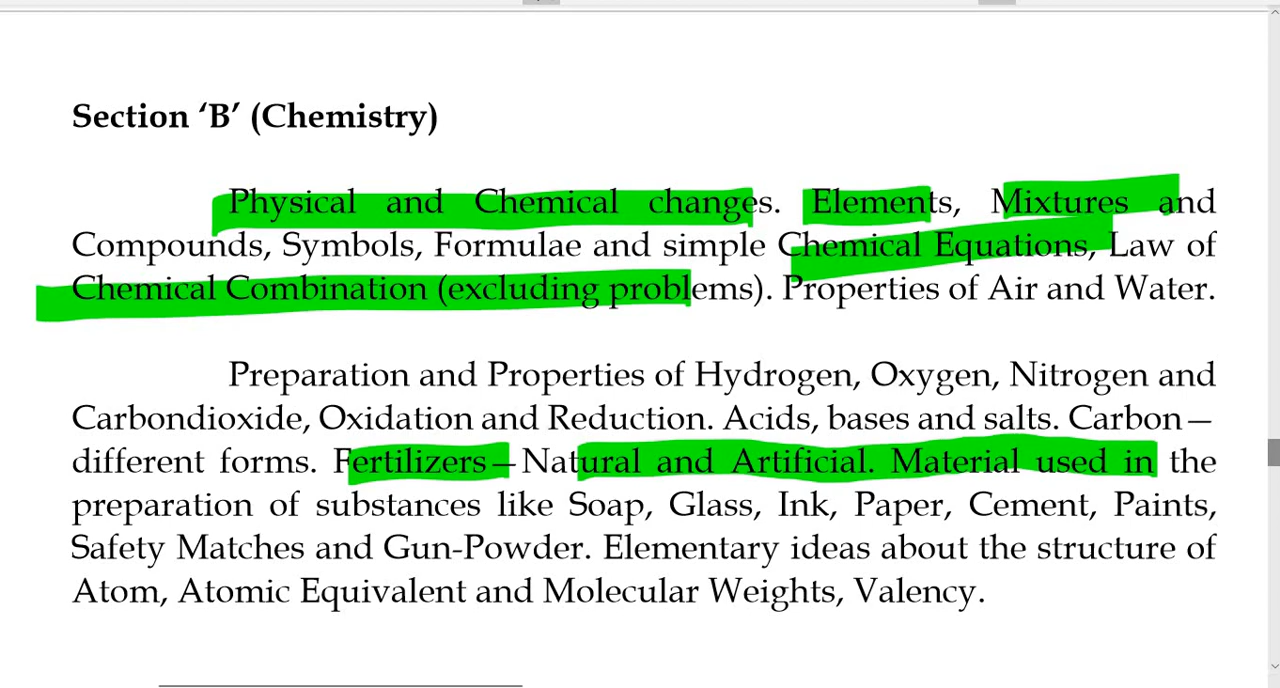 Section ‘B’ (Chemistry)
Physical and Chemical changes. Elements, Mixtures and
Compounds, Symbols, Formulae and simple Chemical Equations, Law of
Chemical Combination (excluding problems). Properties of Air and Water.
Preparation and Properties of Hydrogen, Oxygen, Nitrogen and
Carbondioxide, Oxidation and Reduction. Acids, bases and salts. Carbon—
different forms. Fertilizers—Natural and Artificial. Material used in the
preparation of substances like Soap, Glass, Ink, Paper, Cement, Paints,
Safety Matches and Gun-Powder. Elementary ideas about the structure of
Atom, Atomic Equivalent and Molecular Weights, Valency.